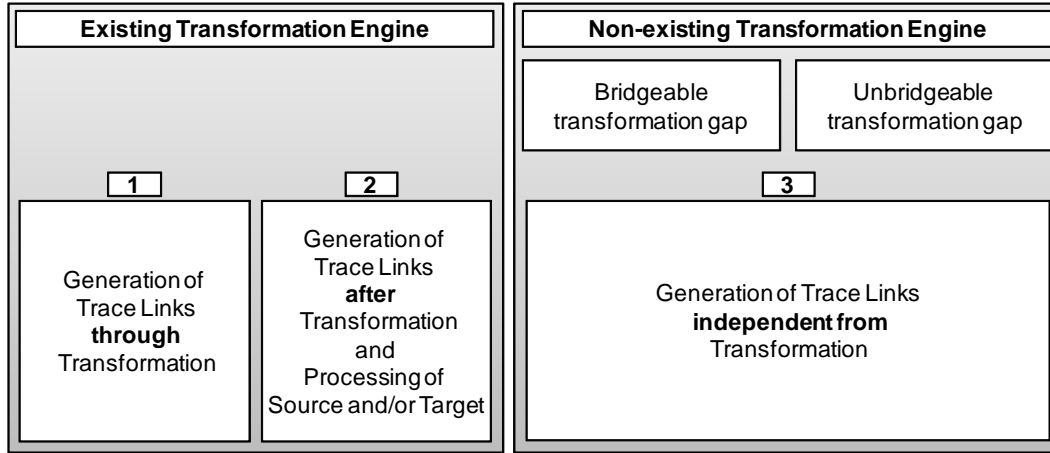 Existing Transformation Engine
1
Generation of
Trace Links
through
Transformation
2
Generation of
Trace Links
after
Transformation
and
Processing of
Source and/or Target
Non-existing Transformation Engine
Bridgeable
transformation gap
Unbridgeable
transformation gap
3
Generation of Trace Links
independent from
Transformation